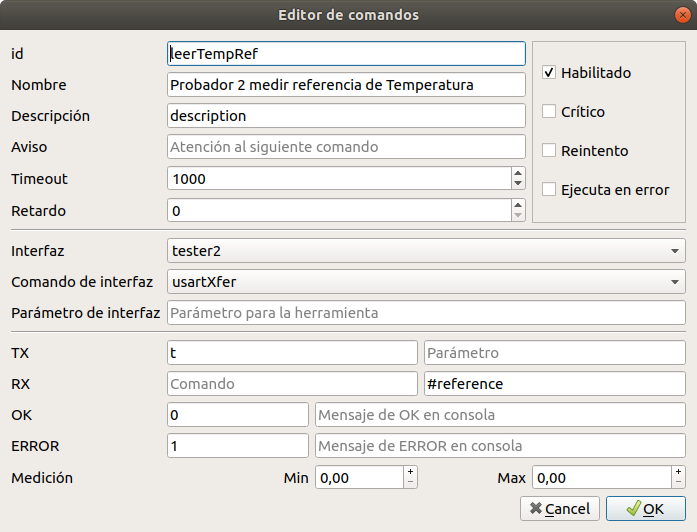 Editor de comandos
id leerTempRef
Nombre Probador 2 medir referencia de Temperatura
Descripción description
Aviso Atención al siguiente comando
Timeout 1000
Retardo 0
Habilitado
Crítico
Reintento
Ejecuta en error
Interfaz tester2
Comando de interfaz usartXfer
Parámetro de interfaz Parámetro para la herramienta
TX t Parámetro
RX Comando #reference
OK 0 Mensaje de OK en consola
ERROR 1 Mensaje de ERROR en consola
Medición Min 0,00 Max 0,00
Cancel OK